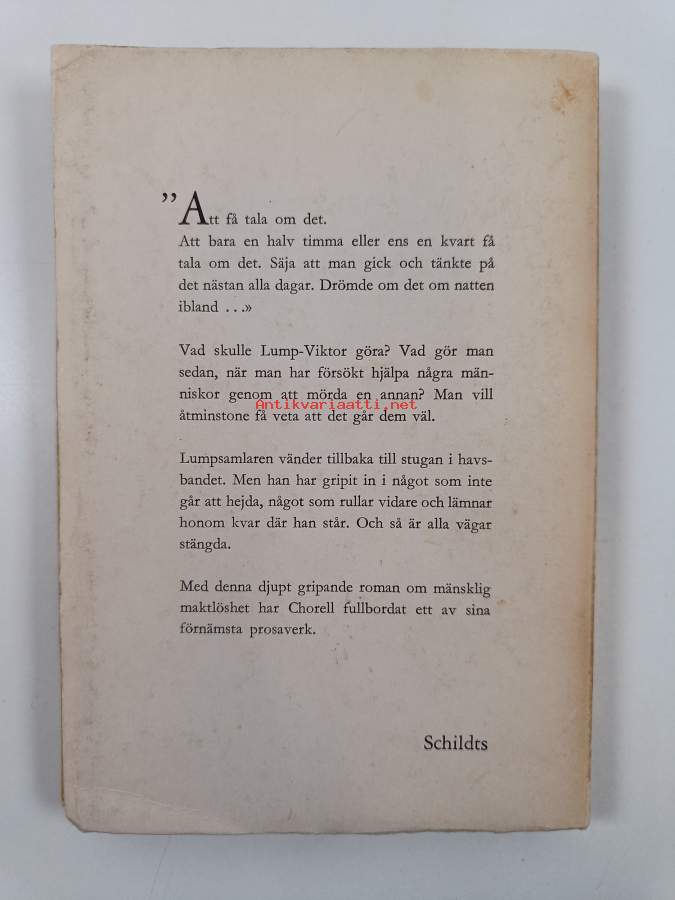 ”Att få tala om det.
Att bara en halv timma eller ens en kvart få
tala om det. Säja att man gick och tänkte på
det nästan alla dagar. Drömde om det om natten
ibland . . .»
Vad skulle Lump-Viktor göra? Vad gör man
sedan, när man har försökt hjälpa några män-
niskor genom att mörda en annan? Man vill
Antikvariaatti.net
åtminstone få veta att det går dem väl.
Lumpsamlaren vänder tillbaka till stugan i havs-
bandet. Men han har gripit in i något som inte
går att hejda, något som rullar vidare och lämnar
honom kvar där han står. Och så är alla vägar
stängda.
Med denna djupt gripande roman om mänsklig
maktlöshet har Chorell fullbordat ett av sina
förnämsta prosaverk.
Schildts